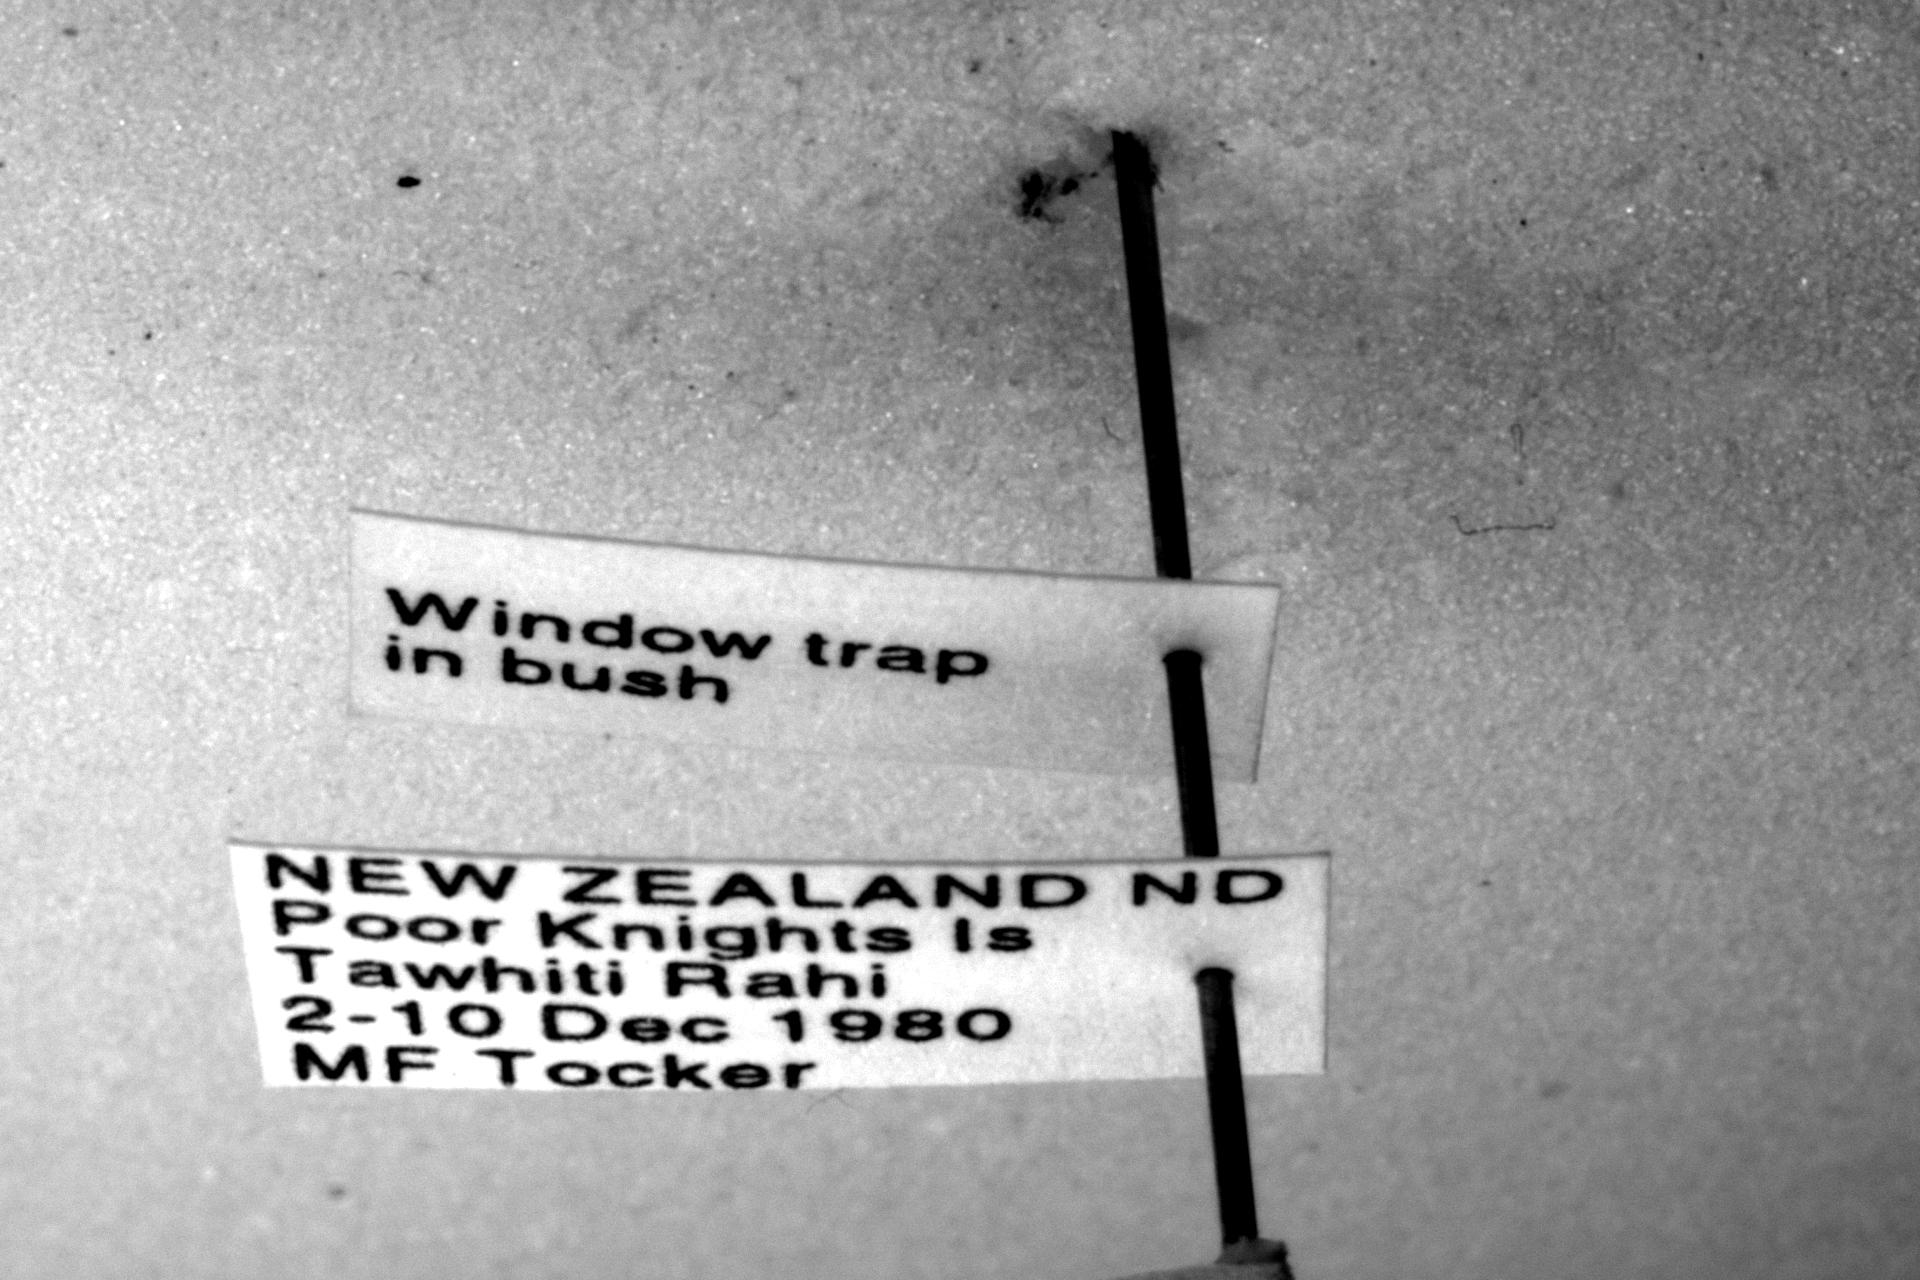 Window trap
in bush
NEW ZEALAND ND
Poor Knights Is
Tawhiti Rahi
2-10 Dec 1980
MF Tocker